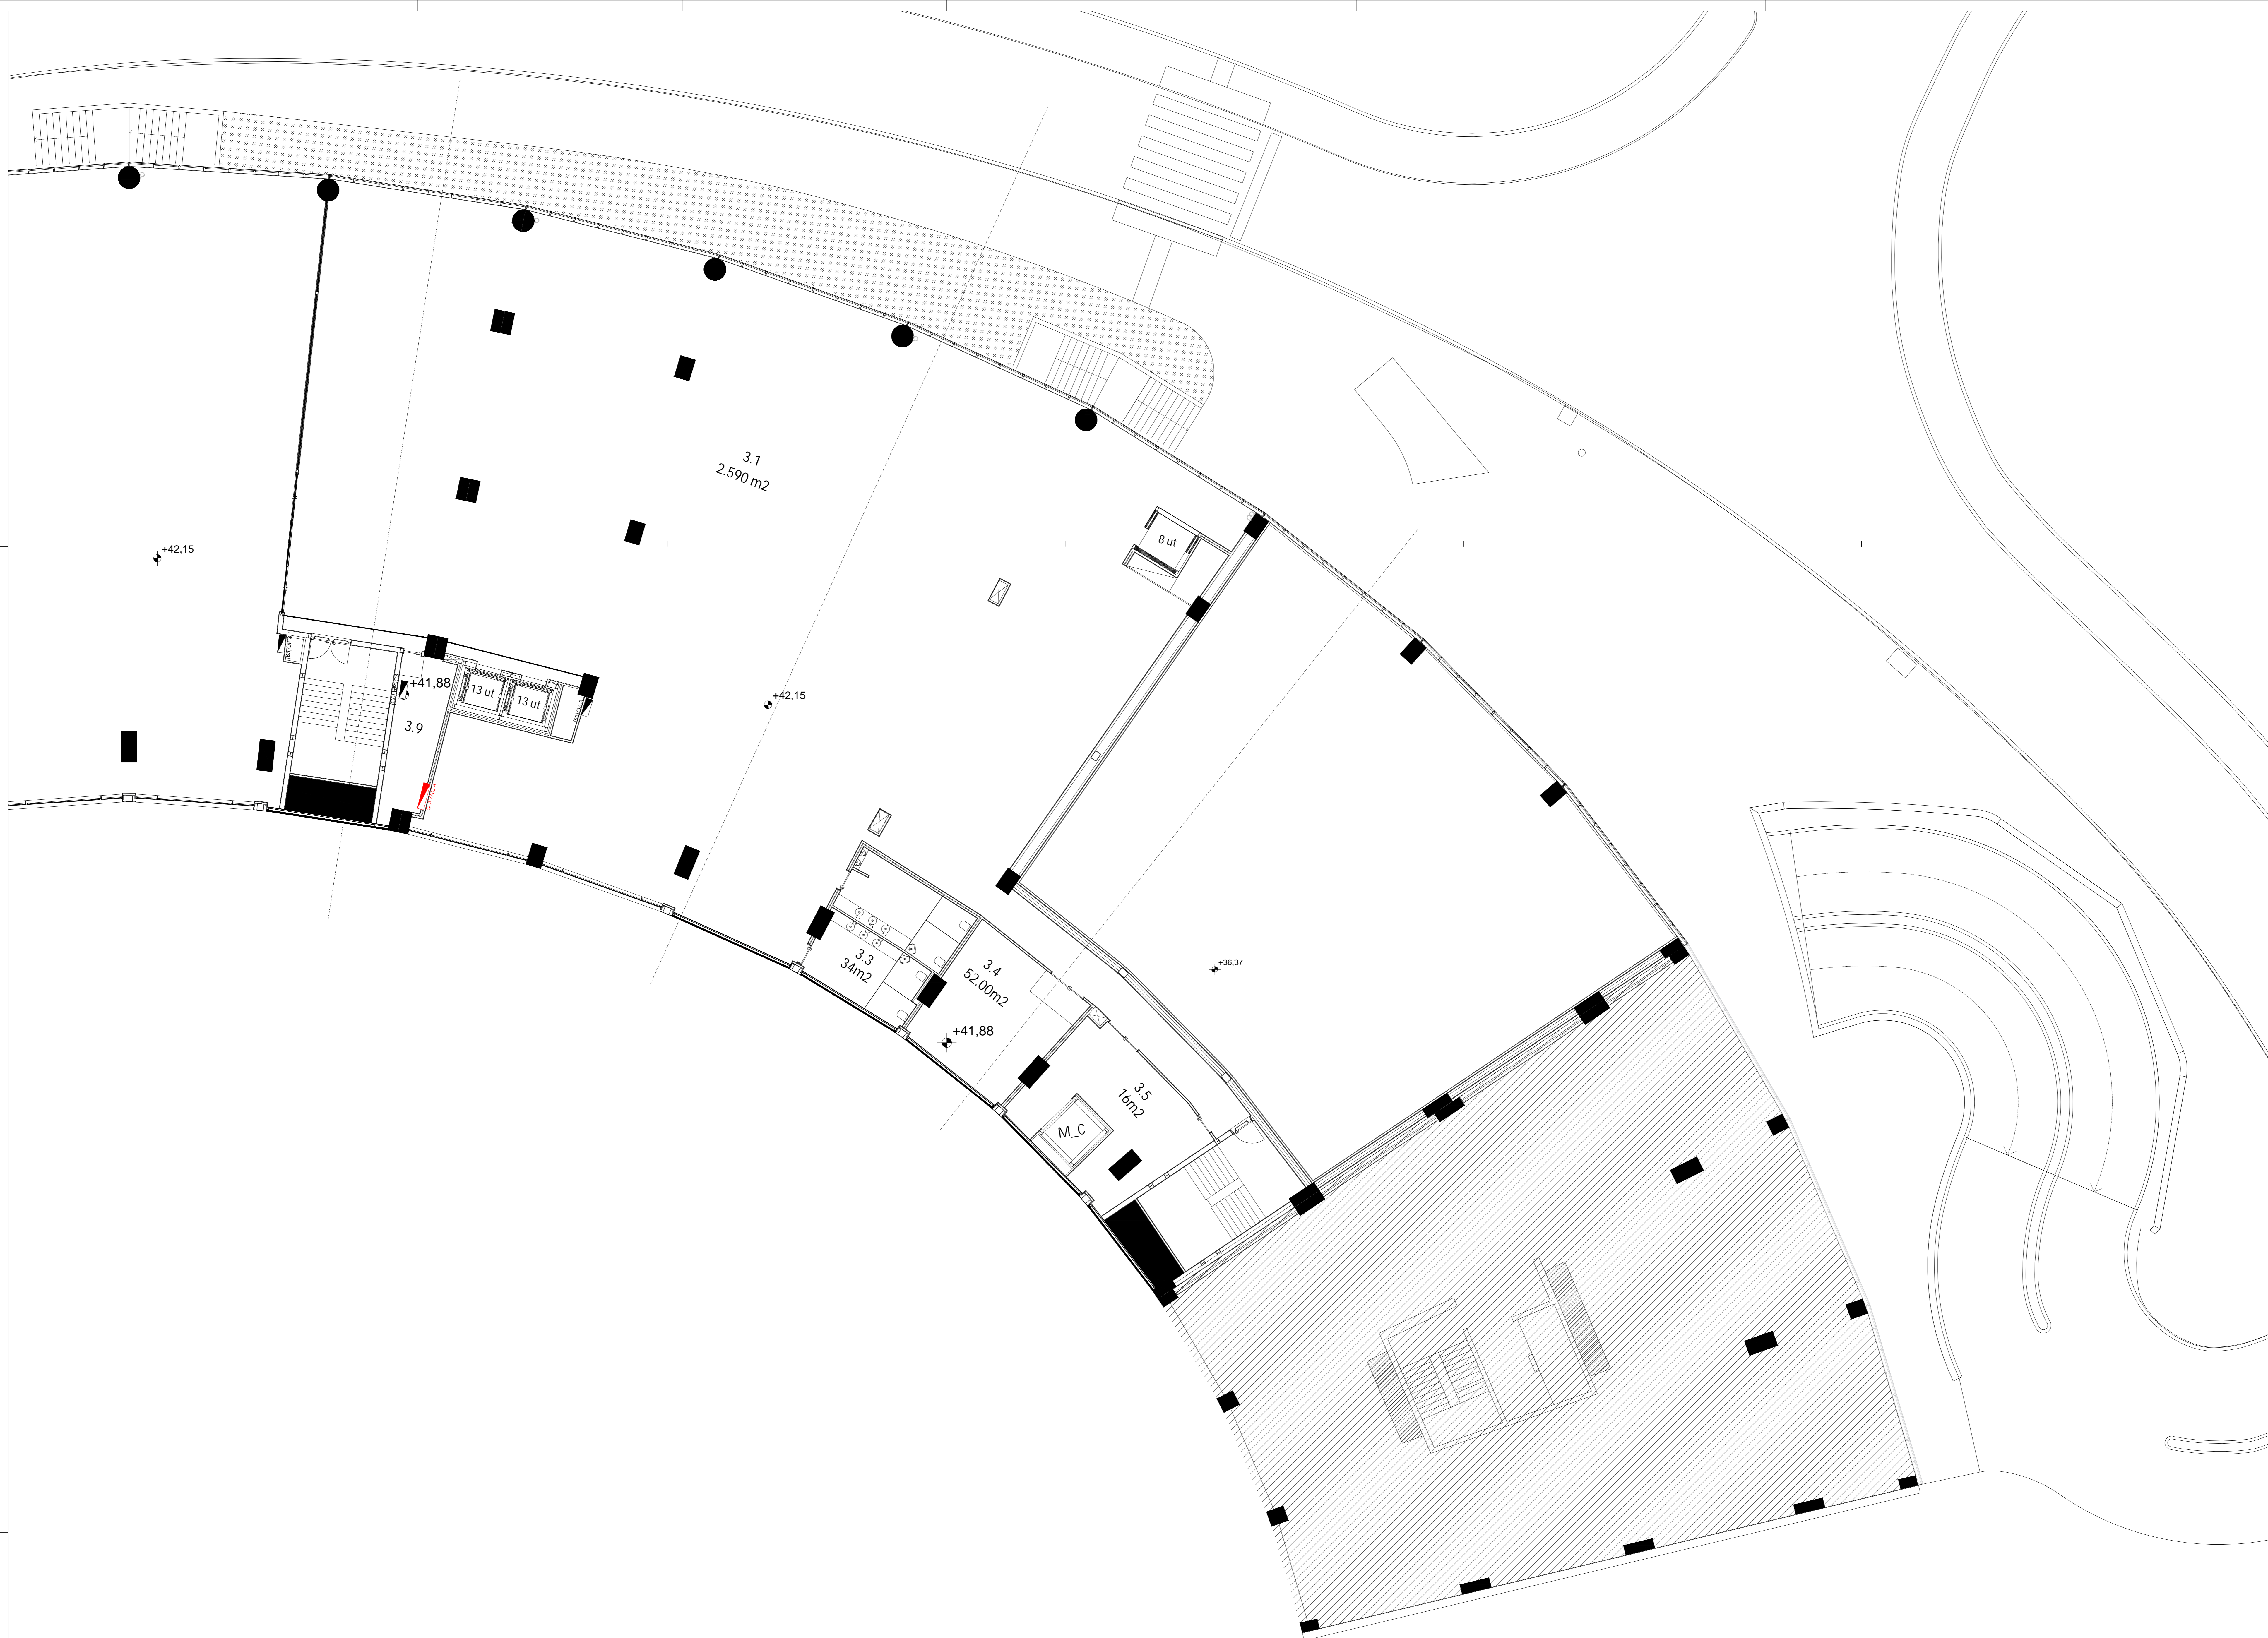 3.1
2.590 m2
8 ut
+42,15
+41,88
13 ut
13 ut
+42,15
3.9
3.3
34m2
3.4
52.00m2
+36,37
+41,88
3.5
16m2
M_C